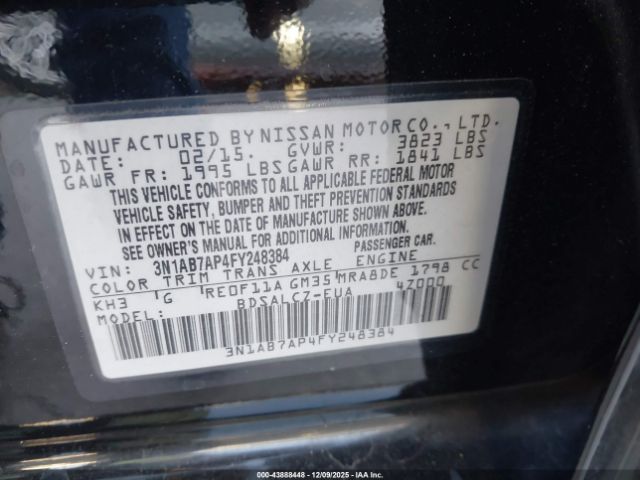 MANUFACTURED BY NISSAN MOTOR CO., LTD.
DATE: 02/15. GVWR: 3823 LBS
GAWR FR: 1995 LBS GAWR RR: 1841 LBS
THIS VEHICLE CONFORMS TO ALL APPLICABLE FEDERAL MOTOR
VEHICLE SAFETY, BUMPER AND THEFT PREVENTION STANDARDS
IN EFFECT ON THE DATE OF MANUFACTURE SHOWN ABOVE.
SEE OWNER'S MANUAL FOR ADDITIONAL INFORMATION.
VIN: 3N1AB7AP4FY248384 PASSENGER CAR.
COLOR TRIM TRANS AXLE ENGINE
KH3 G RE0F11A GM35 MRA8DE 1798 CC
MODEL: BDSALCZ-EUA 4Z000
3N1AB7AP4FY248384
000-43888448 - 12/09/2025 - IAA Inc.